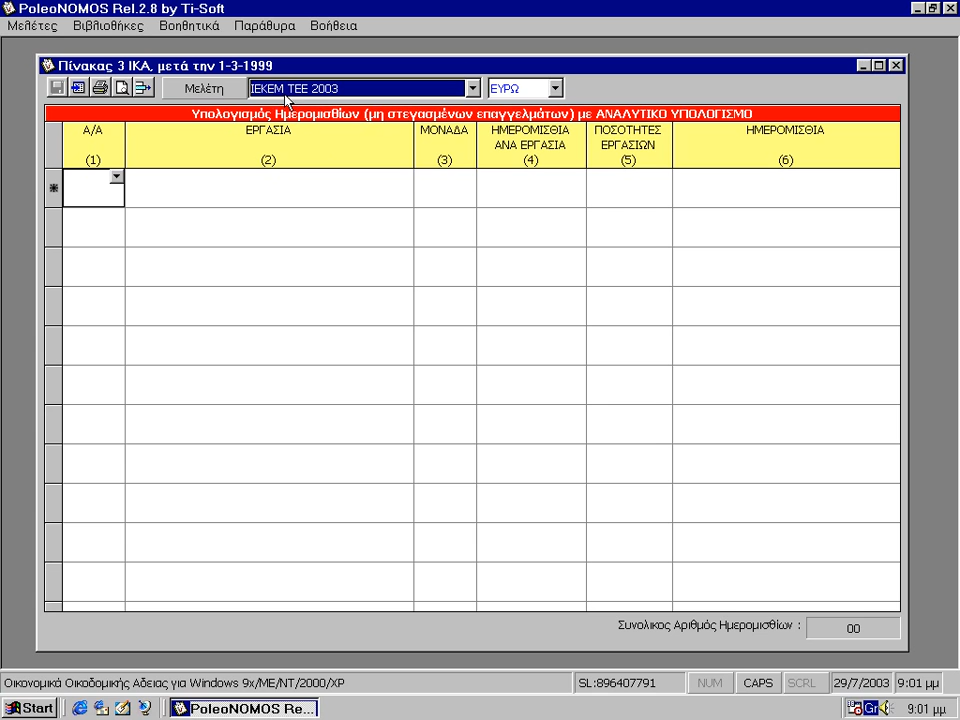 PoleoNOMOS Rel.2.8 by Ti-Soft
Μελέτες Βιβλιοθήκες Βοηθητικά Παράθυρα Βοήθεια
Πίνακας 3 ΙΚΑ, μετά την 1-3-1999
Μελέτη ΙΕΚΕΜ ΤΕΕ 2003 ΕΥΡΩ
Υπολογισμός Ημερομισθίων (μη στεγασμένων επαγγελμάτων) με ΑΝΑΛΥΤΙΚΟ ΥΠΟΛΟΓΙΣΜΟ
Α/Α ΕΡΓΑΣΙΑ ΜΟΝΑΔΑ ΗΜΕΡΟΜΙΣΘΙΑ ΠΟΣΟΤΗΤΕΣ ΗΜΕΡΟΜΙΣΘΙΑ
ΑΝΑ ΕΡΓΑΣΙΑ ΕΡΓΑΣΙΩΝ
(1) (2) (3) (4) (5) (6)
Συνολικος Αριθμός Ημερομισθίων : 00
Οικονομικά Οικοδομικής Αδειας για Windows 9x/ME/NT/2000/XP SL:896407791 NUM CAPS SCRL 29/7/2003 9:01 μμ
Start PoleoNOMOS Re... Gr 9:01 μμ